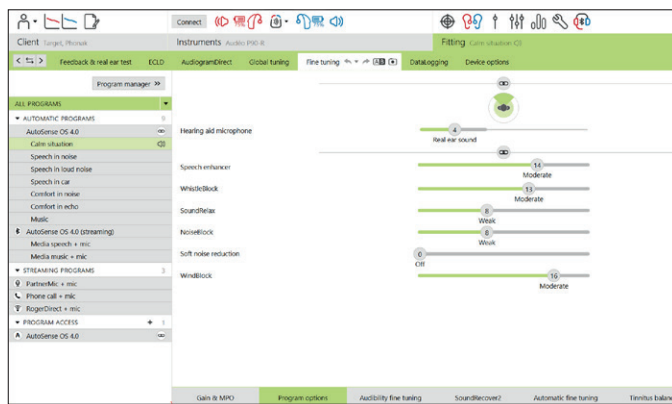 Connect
Client Target, Phonak
Instruments Audéo P90-R
Fitting Calm situation
Feedback & real ear test ECLD AudiogramDirect Global tuning Fine tuning DataLogging Device options
Program manager >>
ALL PROGRAMS
AUTOMATIC PROGRAMS 9
AutoSense OS 4.0
Calm situation
Speech in noise
Speech in loud noise
Speech in car
Comfort in noise
Comfort in echo
Music
AutoSense OS 4.0 (streaming)
Media speech + mic
Media music + mic
STREAMING PROGRAMS 3
PartnerMic + mic
Phone call + mic
RogerDirect + mic
PROGRAM ACCESS + 1
A AutoSense OS 4.0
Hearing aid microphone 4
Real ear sound
Speech enhancer 14
Moderate
WhistleBlock 13
Moderate
SoundRelax 8
Weak
NoiseBlock 8
Weak
Soft noise reduction 0
Off
WindBlock 16
Moderate
Gain & MPO Program options Audibility fine tuning SoundRecover2 Automatic fine tuning Tinnitus balan